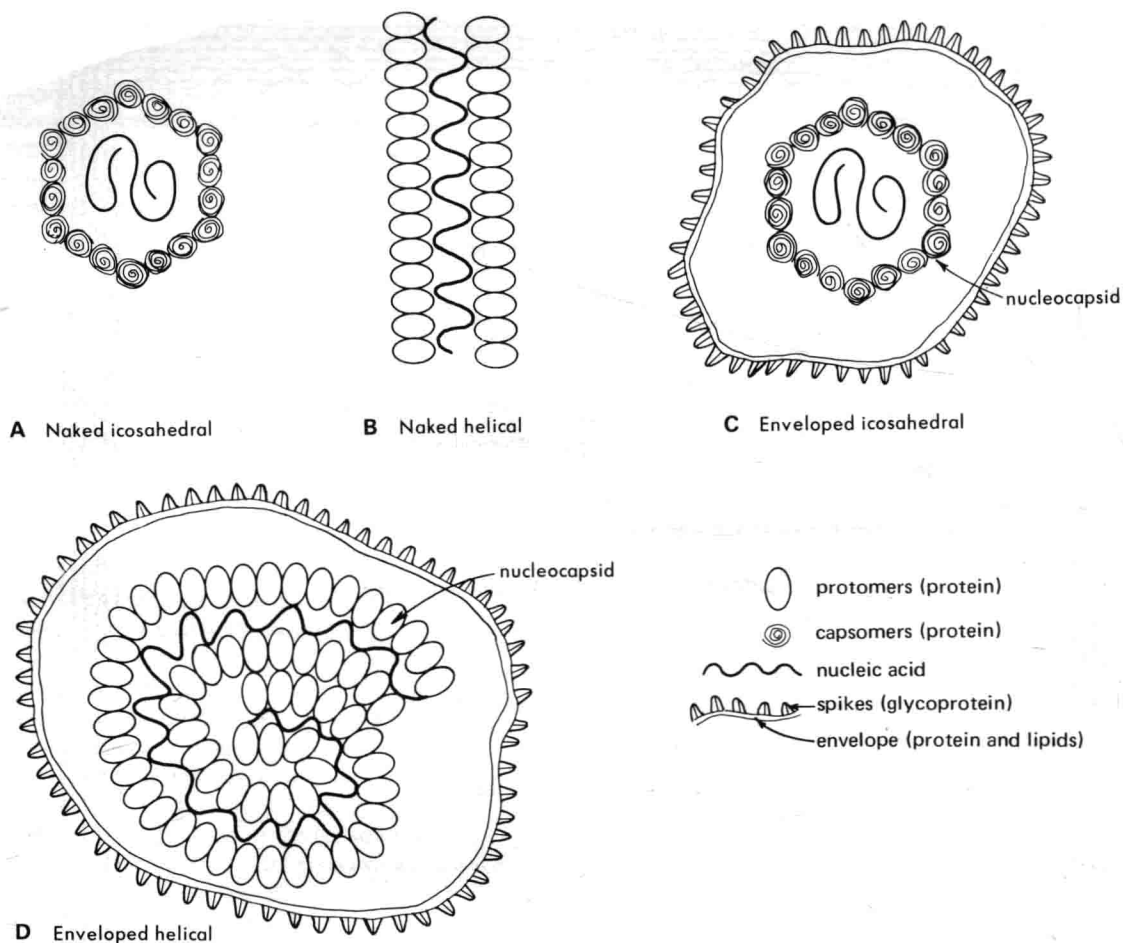 nucleocapsid
A Naked icosahedral
B Naked helical
C Enveloped icosahedral
nucleocapsid
protomers (protein)
capsomers (protein)
nucleic acid
spikes (glycoprotein)
envelope (protein and lipids)
D Enveloped helical